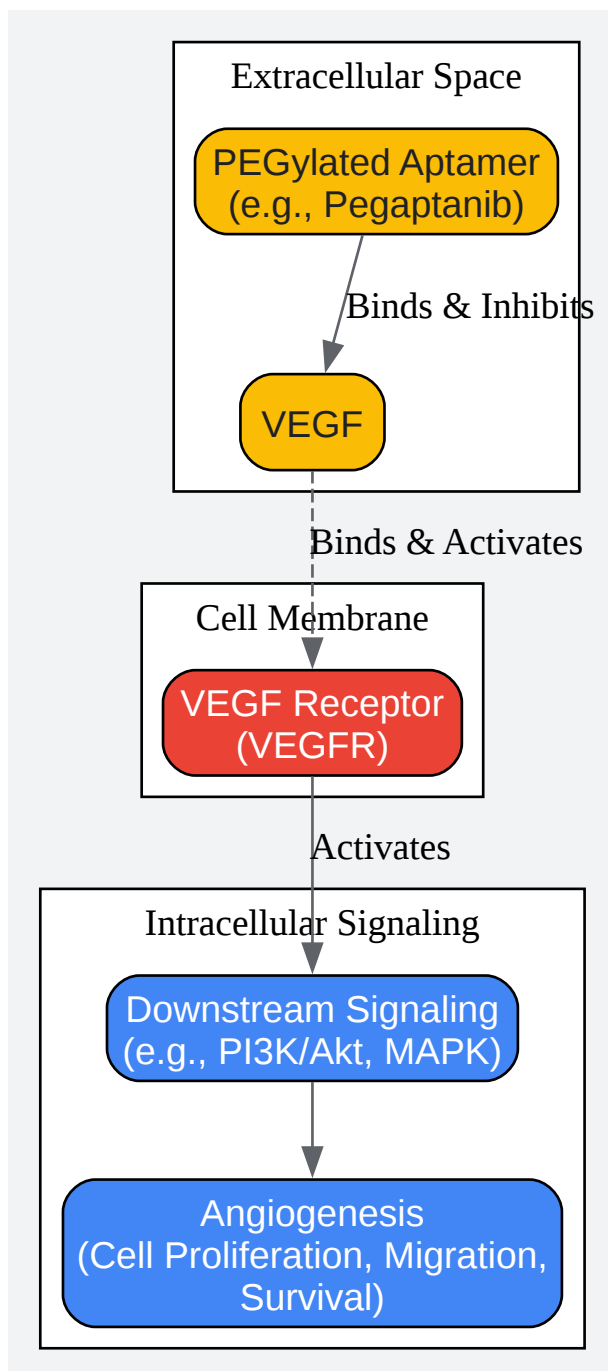 Extracellular Space
PEGylated Aptamer
(e.g., Pegaptanib)
Binds & Inhibits
VEGF
Binds & Activates
Cell Membrane
VEGF Receptor
(VEGFR)
Activates
Intracellular Signaling
Downstream Signaling
(e.g., PI3K/Akt, MAPK)
Angiogenesis
(Cell Proliferation, Migration,
Survival)